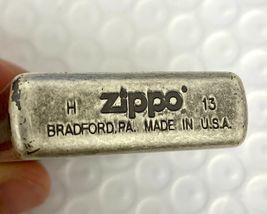 H zippo® 13
BRADFORD, PA. MADE IN U.S.A.